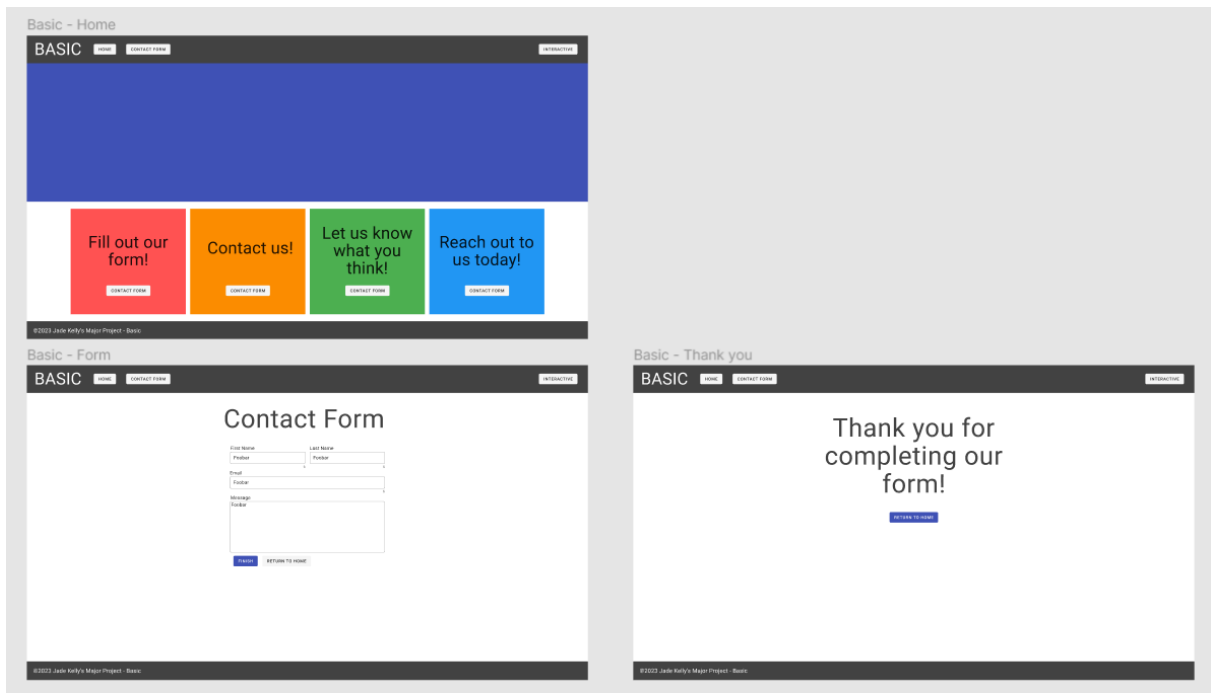 Basic - Home
BASIC HOME CONTACT FORM INTERACTIVE
Fill out our
form!
CONTACT FORM
Contact us!
CONTACT FORM
Let us know
what you
think!
CONTACT FORM
Reach out to
us today!
CONTACT FORM
©2023 Jade Kelly's Major Project - Basic
Basic - Form
BASIC HOME CONTACT FORM INTERACTIVE
Contact Form
First Name Last Name
Foobar Foobar
Email
Foobar
Message
Foobar
FINISH RETURN TO HOME
©2023 Jade Kelly's Major Project - Basic
Basic - Thank you
BASIC HOME CONTACT FORM INTERACTIVE
Thank you for
completing our
form!
RETURN TO HOME
©2023 Jade Kelly's Major Project - Basic